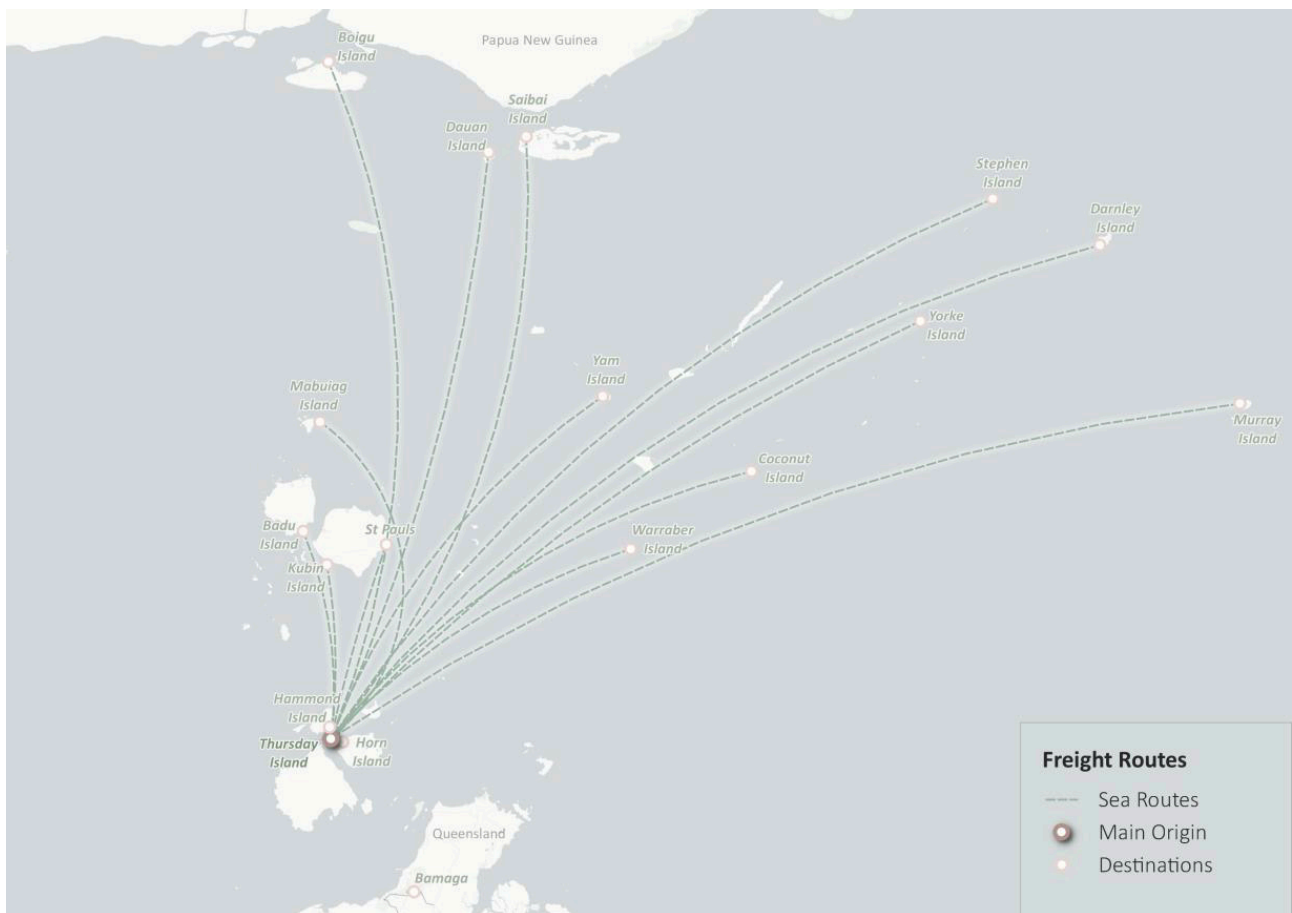 Boigu
Island
Papua New Guinea
Saibai
Island
Dauan
Island
Stephen
Island
Darnley
Island
Yorke
Island
Yam
Island
Mabuiag
Island
Murray
Island
Coconut
Island
Badu
Island
St Pauls
Warraber
Island
Kubin
Island
Hammond
Island
Thursday
Island
Horn
Island
Queensland
Bamaga
Freight Routes
Sea Routes
Main Origin
Destinations